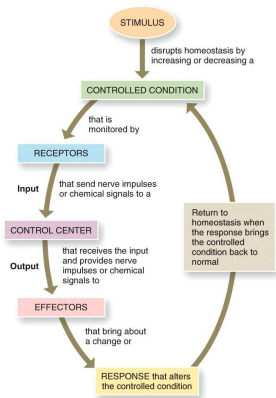 STIMULUS
disrupts homeostasis by
increasing or decreasing a
CONTROLLED CONDITION
that is
monitored by
RECEPTORS
Input
that send nerve impulses
or chemical signals to a
CONTROL CENTER
Output
that receives the input
and provides nerve
impulses or chemical
signals to
EFFECTORS
that bring about
a change or
RESPONSE that alters
the controlled condition
Return to
homeostasis when
the response brings
the controlled
condition back to
normal